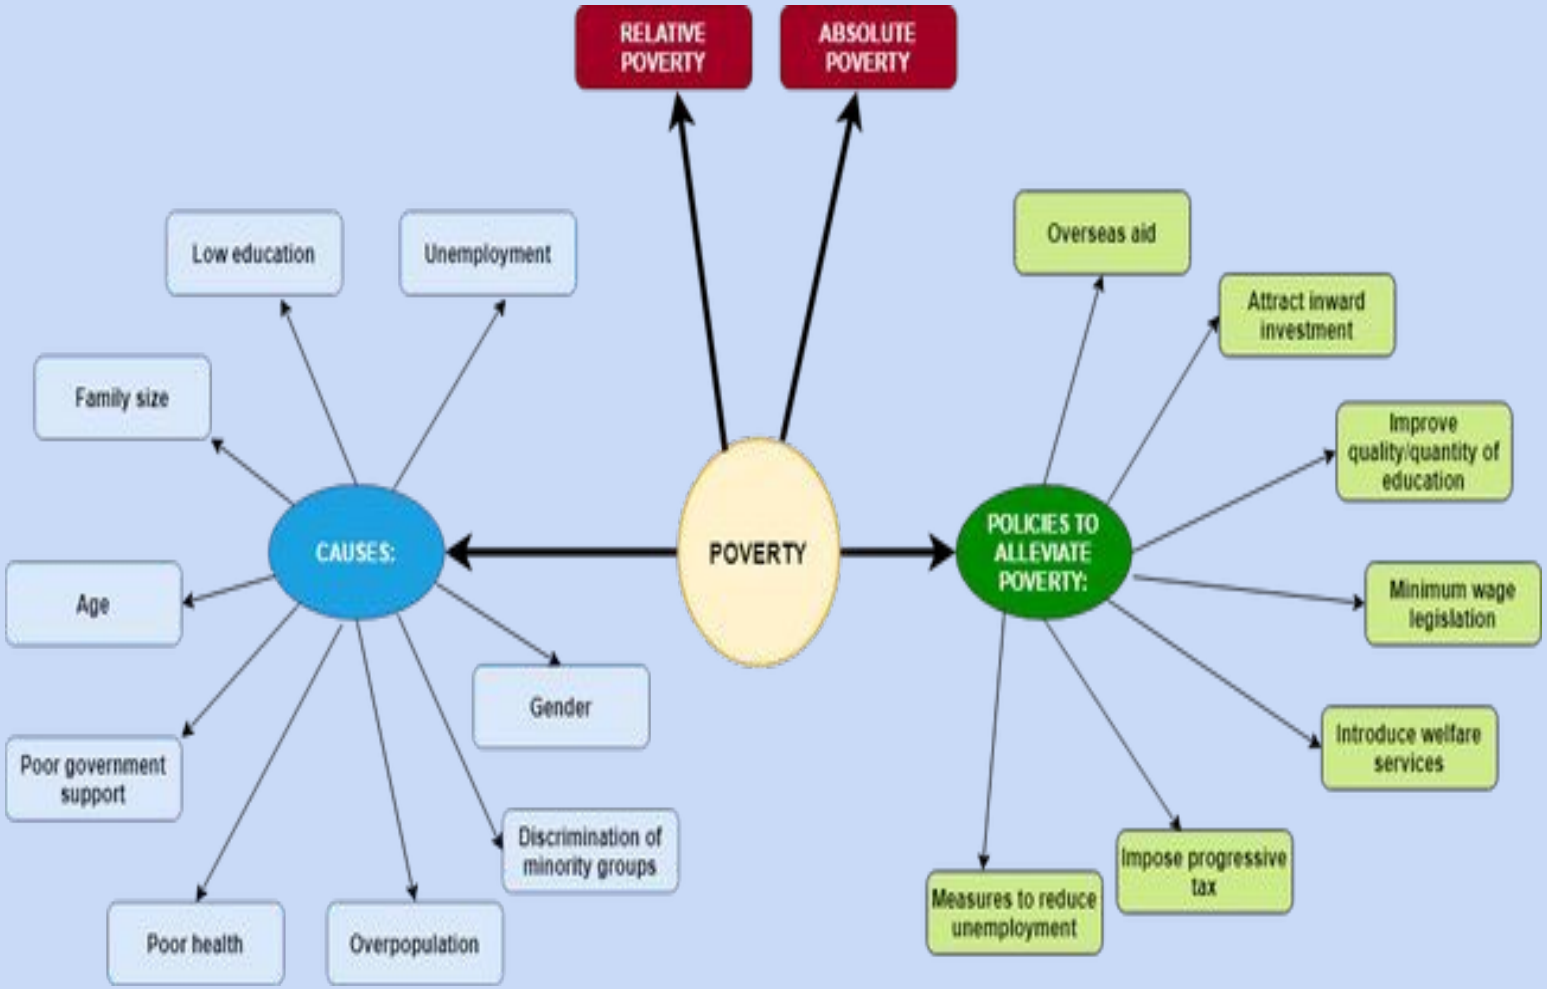 RELATIVE
POVERTY
ABSOLUTE
POVERTY
Low education
Unemployment
Overseas aid
Attract inward
investment
Family size
Improve
quality/quantity of
education
CAUSES:
POVERTY
POLICIES TO
ALLEVIATE
POVERTY:
Age
Minimum wage
legislation
Gender
Poor government
support
Introduce welfare
services
Discrimination of
minority groups
Impose progressive
tax
Measures to reduce
unemployment
Poor health
Overpopulation